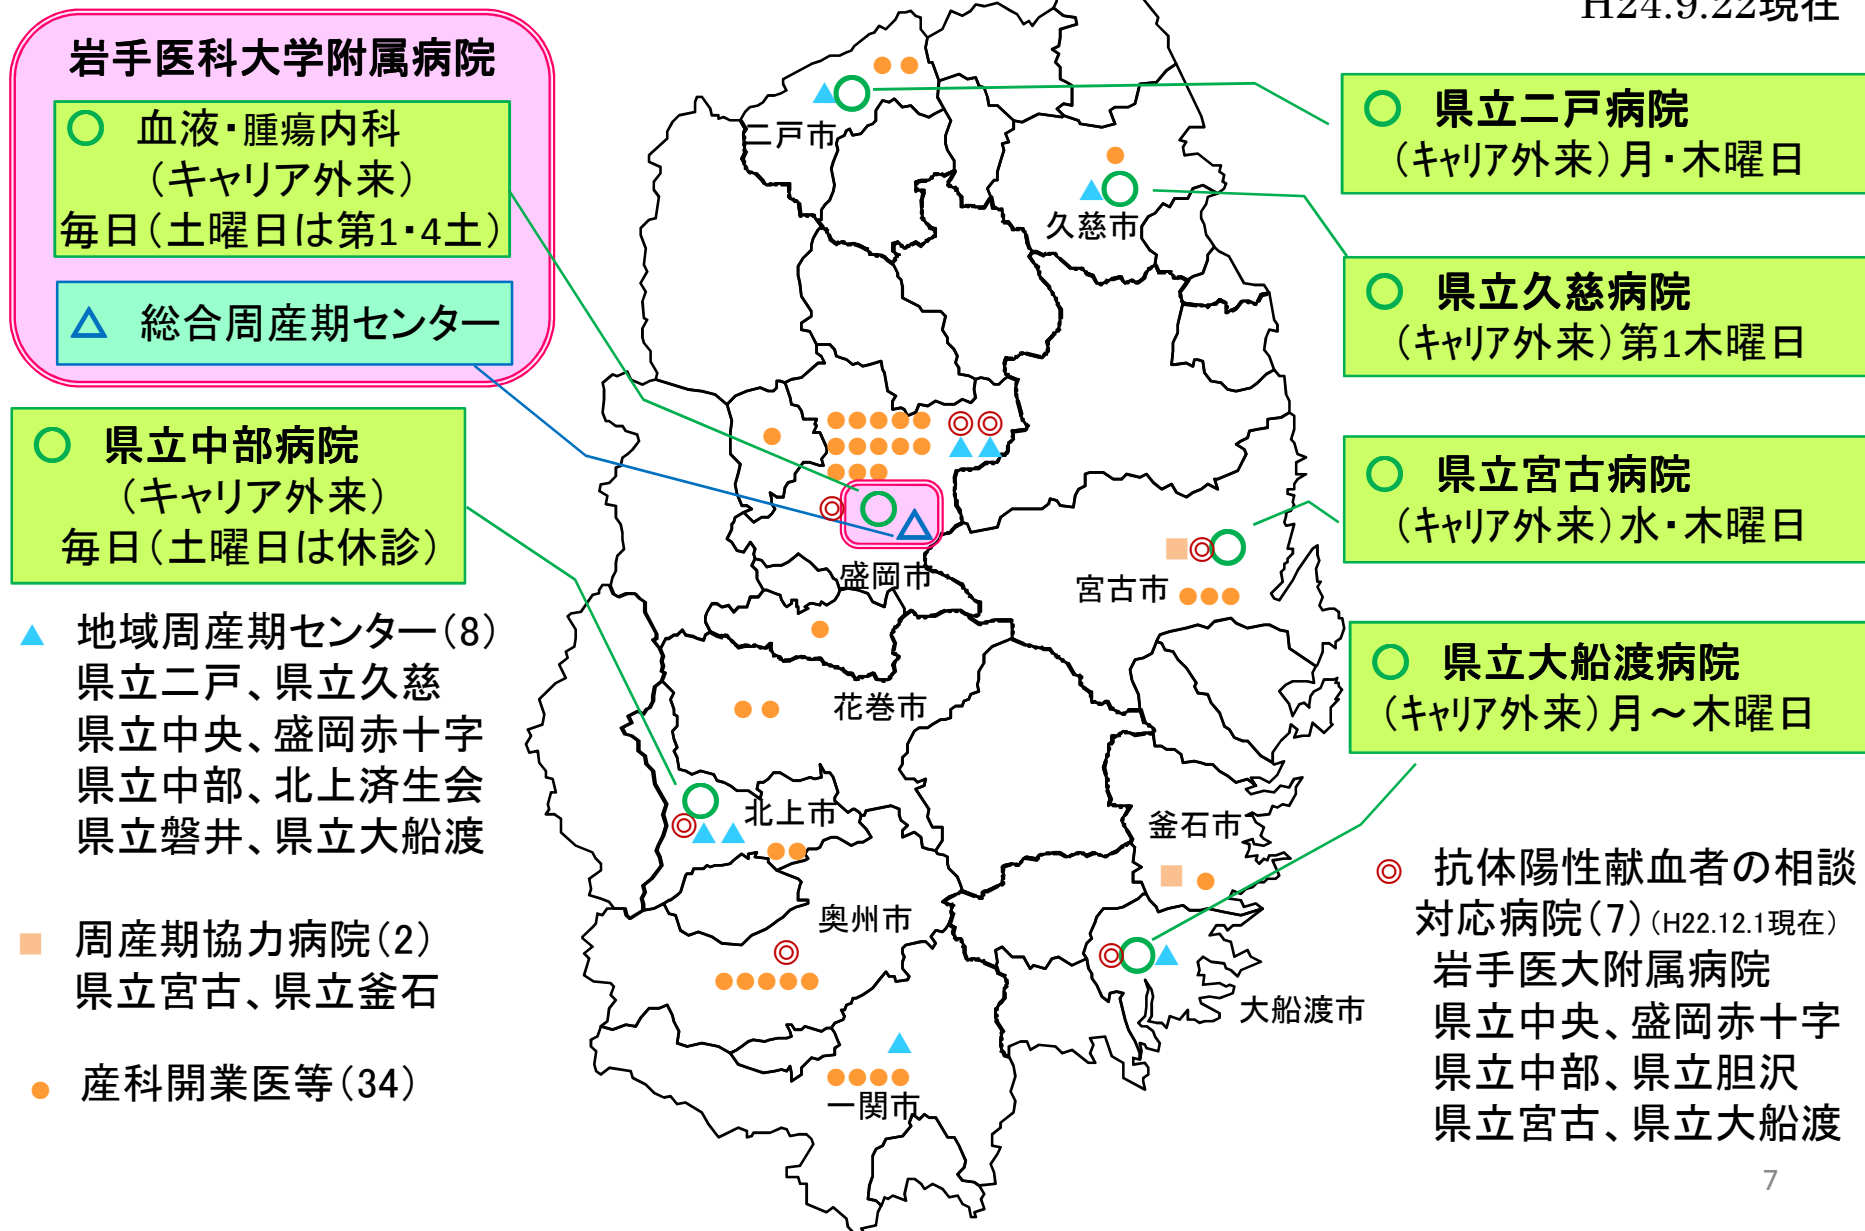 H24.9.22現在
岩手医科大学附属病院
○ 血液・腫瘍内科
(キャリア外来)
毎日(土曜日は第1・4土)
△ 総合周産期センター
○ 県立中部病院
(キャリア外来)
毎日(土曜日は休診)
▲ 地域周産期センター(8)
県立二戸、県立久慈
県立中央、盛岡赤十字
県立中部、北上済生会
県立磐井、県立大船渡
■ 周産期協力病院(2)
県立宮古、県立釜石
● 産科開業医等(34)
二戸市
久慈市
盛岡市
宮古市
花巻市
北上市
釜石市
奥州市
大船渡市
一関市
○ 県立二戸病院
(キャリア外来)月・木曜日
○ 県立久慈病院
(キャリア外来)第1木曜日
○ 県立宮古病院
(キャリア外来)水・木曜日
○ 県立大船渡病院
(キャリア外来)月～木曜日
◎ 抗体陽性献血者の相談
対応病院(7)(H22.12.1現在)
岩手医大附属病院
県立中央、盛岡赤十字
県立中部、県立胆沢
県立宮古、県立大船渡
7